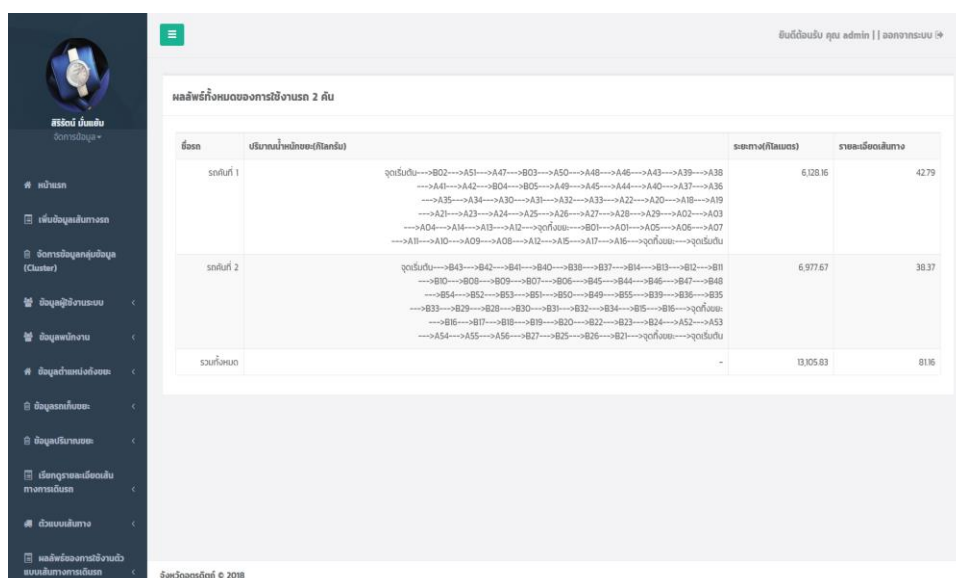 ยินดีต้อนรับ คุณ admin || ออกจากระบบ
สิริรัตน์ มั่นแย้ม
จัดการข้อมูล
หน้าแรก
เพิ่มข้อมูลเส้นทางรถ
จัดการข้อมูลกลุ่มข้อมูล
(Cluster)
ข้อมูลผู้ใช้งานระบบ
ข้อมูลพนักงาน
ข้อมูลตำแหน่งถังขยะ
ข้อมูลรถเก็บขยะ
ข้อมูลปริมาณขยะ
เรียกดูรายละเอียดเส้น
ทางการเดินรถ
ตัวแบบเส้นทาง
ผลลัพธ์ของการใช้งานตัว
แบบเส้นทางการเดินรถ
ผลลัพธ์ทั้งหมดของการใช้งานรถ 2 คัน
ชื่อรถ ปริมาณน้ำหนักขยะ(กิโลกรัม) ระยะทาง(กิโลเมตร) รายละเอียดเส้นทาง
รถคันที่ 1 จุดเริ่มต้น--->B02--->A51--->A47--->B03--->A50--->A48--->A46--->A43--->A39--->A38 6,128.16 42.79
--->A41--->A42--->B04--->B05--->A49--->A45--->A44--->A40--->A37--->A36
--->A35--->A34--->A30--->A31--->A32--->A33--->A22--->A20--->A18--->A19
--->A21--->A23--->A24--->A25--->A26--->A27--->A28--->A29--->A02--->A03
--->A04--->A14--->A13--->A12--->จุดทิ้งขยะ--->B01--->A01--->A05--->A06--->A07
--->A11--->A10--->A09--->A08--->A12--->A15--->A17--->A16--->จุดทิ้งขยะ--->จุดเริ่มต้น
รถคันที่ 2 จุดเริ่มต้น--->B43--->B42--->B41--->B40--->B38--->B37--->B14--->B13--->B12--->B11 6,977.67 38.37
--->B10--->B08--->B09--->B07--->B06--->B45--->B44--->B46--->B47--->B48
--->B54--->B52--->B53--->B51--->B50--->B49--->B55--->B39--->B36--->B35
--->B33--->B29--->B28--->B30--->B31--->B32--->B34--->B15--->B16--->จุดทิ้งขยะ
--->B16--->B17--->B18--->B19--->B20--->B22--->B23--->B24--->A52--->A53
--->A54--->A55--->A56--->B27--->B25--->B26--->B21--->จุดทิ้งขยะ--->จุดเริ่มต้น
รวมทั้งหมด - 13,105.83 81.16
จังหวัดอุตรดิตถ์ © 2018